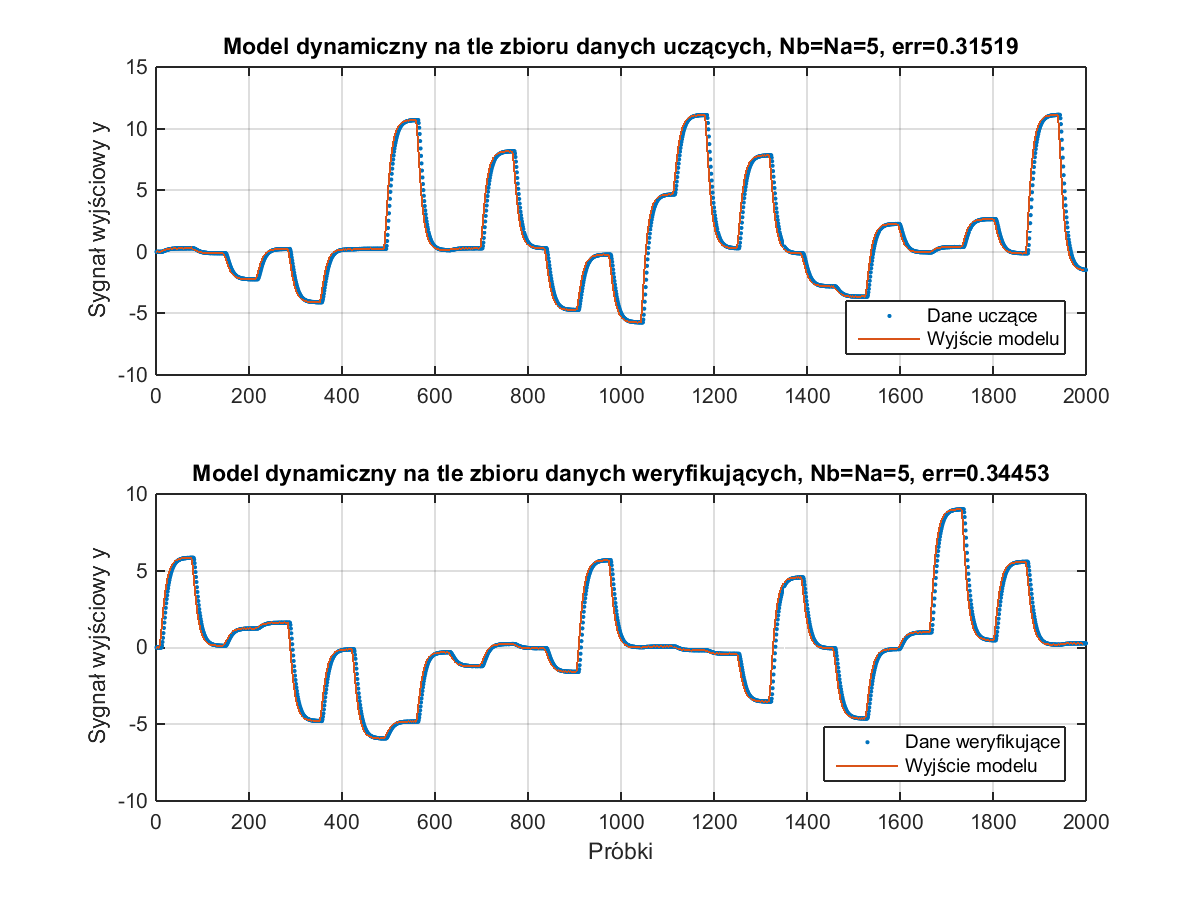 Model dynamiczny na tle zbioru danych uczących, Nb=Na=5, err=0.31519
15
10
5
0
-5
-10
Sygnał wyjściowy y
Dane uczące
Wyjście modelu
0 200 400 600 800 1000 1200 1400 1600 1800 2000
Model dynamiczny na tle zbioru danych weryfikujących, Nb=Na=5, err=0.34453
10
5
0
-5
-10
Sygnał wyjściowy y
Dane weryfikujące
Wyjście modelu
0 200 400 600 800 1000 1200 1400 1600 1800 2000
Próbki